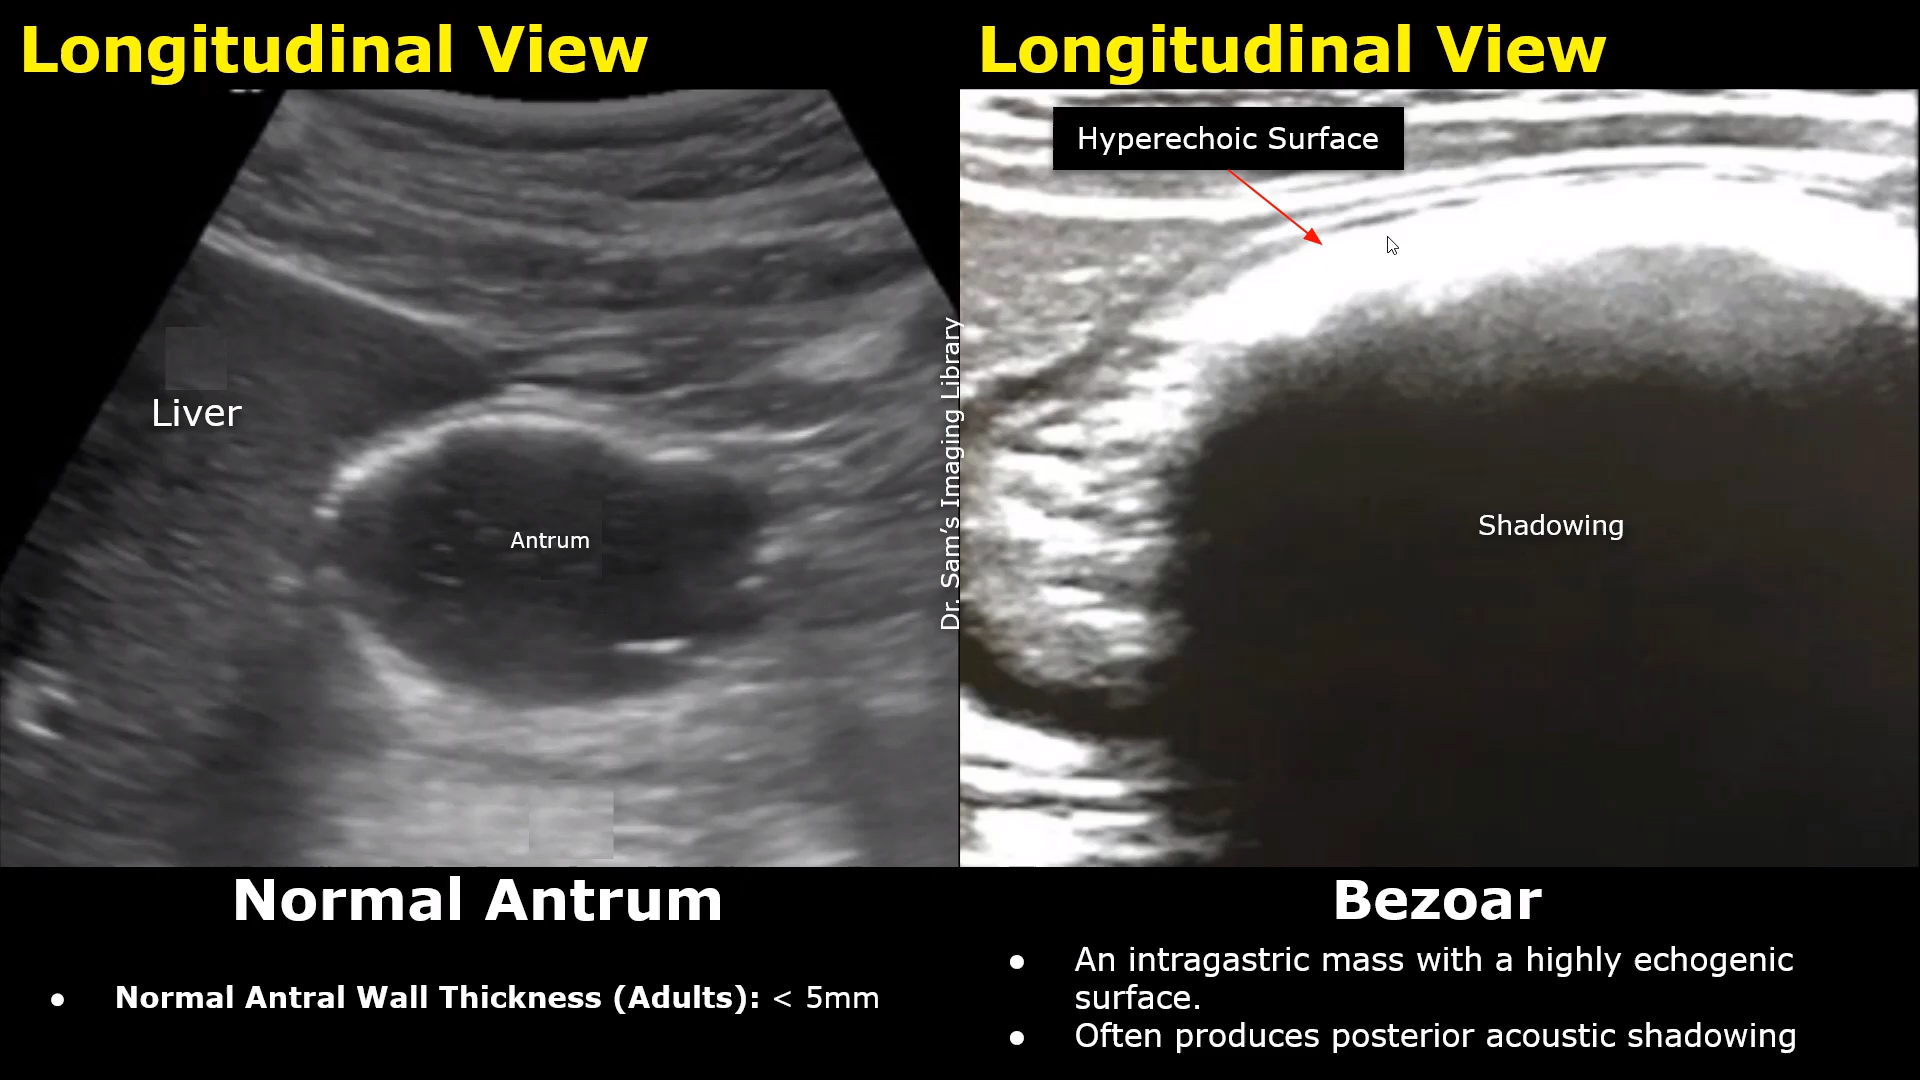 Longitudinal View
Longitudinal View
Hyperechoic Surface
Liver
Antrum
Dr. Sam’s Imaging Library
Shadowing
Normal Antrum
● Normal Antral Wall Thickness (Adults): < 5mm
Bezoar
● An intragastric mass with a highly echogenic
surface.
● Often produces posterior acoustic shadowing